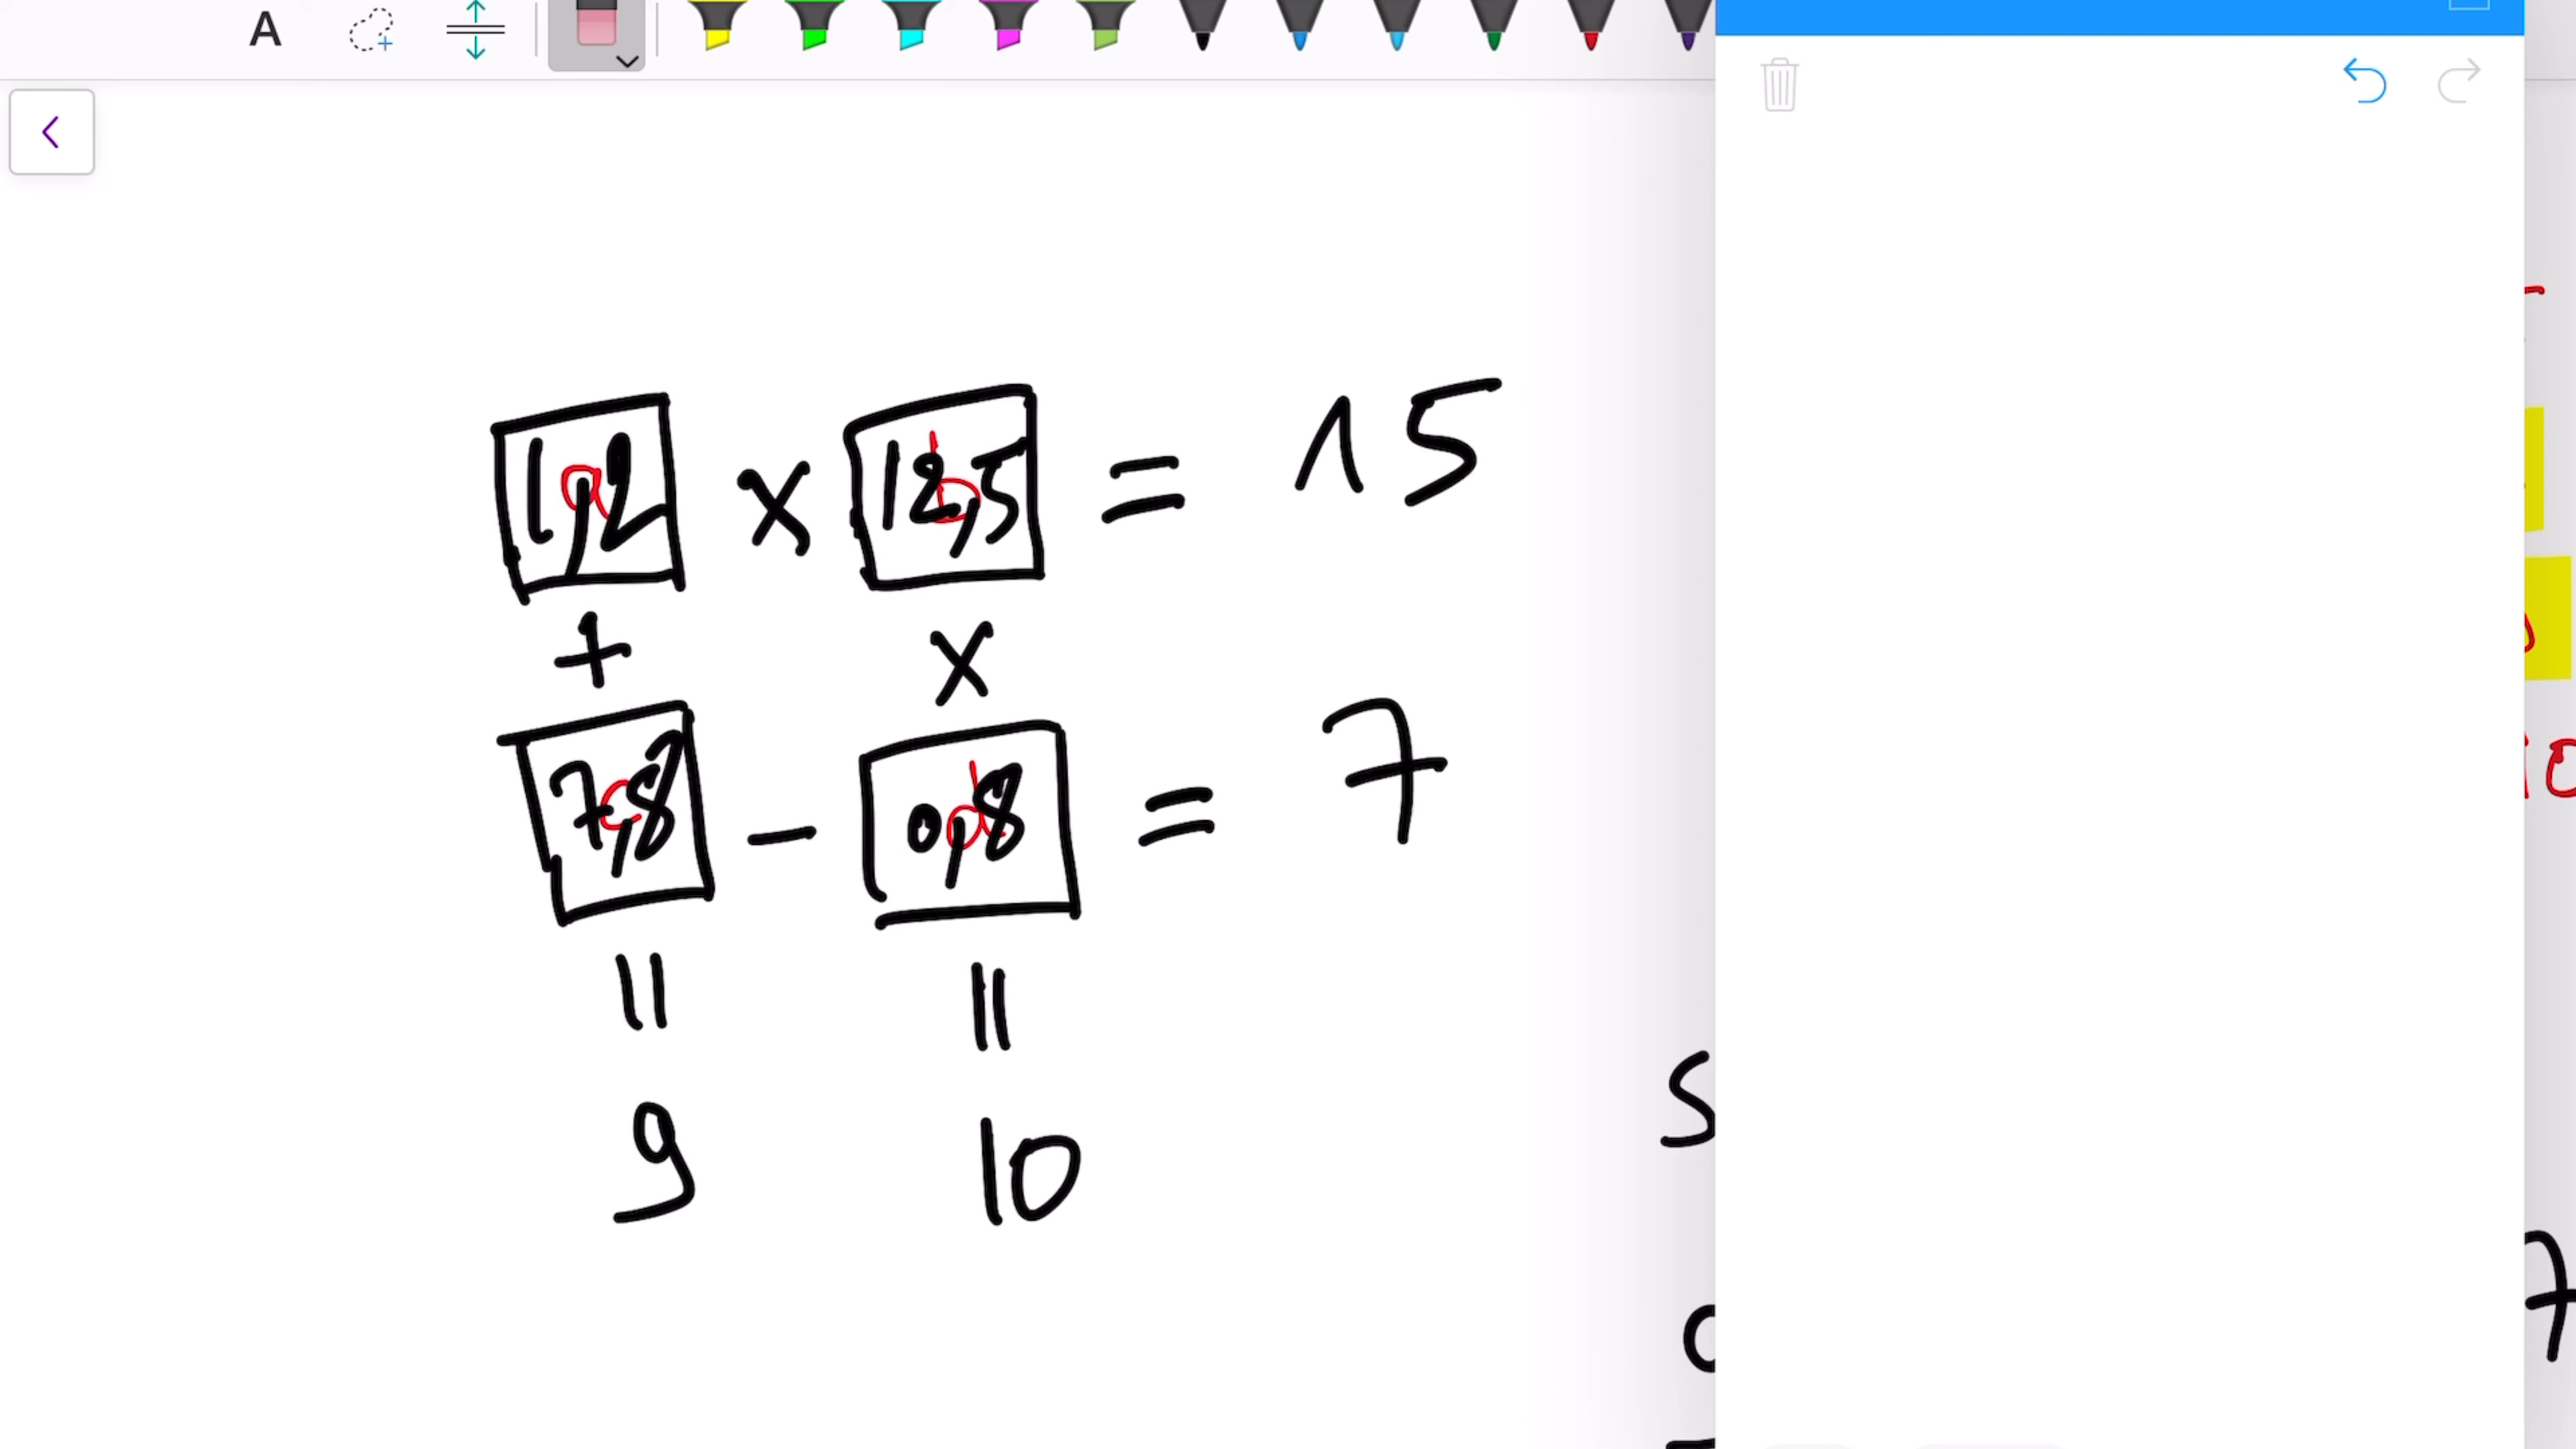 A
1,2 x 12,5 = 15
+ x
7,8 - 0,8 = 7
= =
9 10